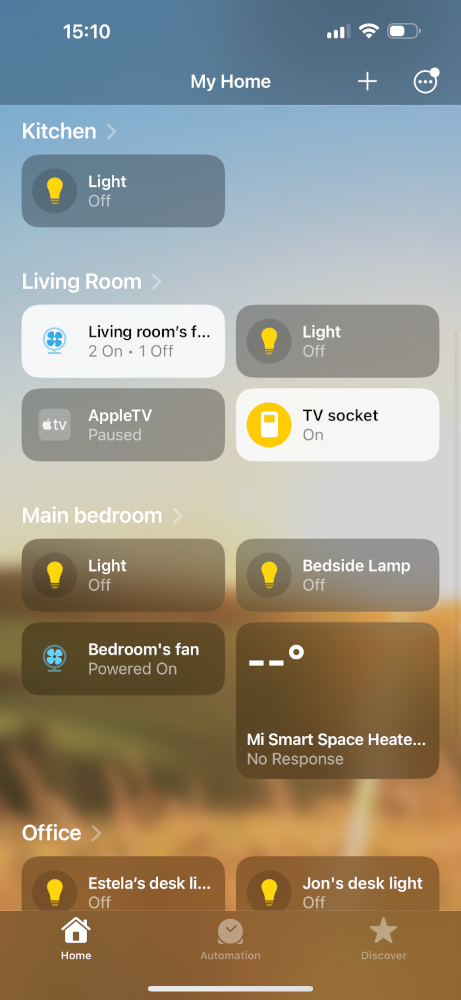 15:10
My Home
Kitchen
Light
Off
Living Room
Living room's f...
2 On • 1 Off
Light
Off
tv
AppleTV
Paused
TV socket
On
Main bedroom
Light
Off
Bedside Lamp
Off
Bedroom's fan
Powered On
--°
Mi Smart Space Heate...
No Response
Office
Estela's desk li...
Off
Jon's desk light
Off
Home
Automation
Discover